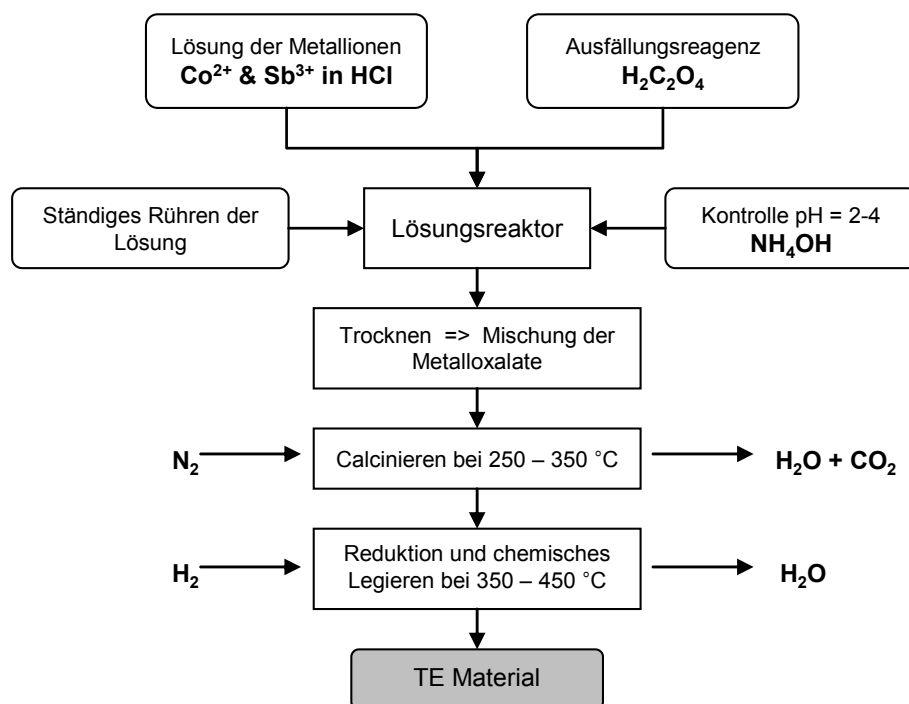 Lösung der Metallionen
Co²⁺ & Sb³⁺ in HCl
Ausfällungsreagenz
H₂C₂O₄
Ständiges Rühren der
Lösung
Lösungsreaktor
Kontrolle pH = 2-4
NH₄OH
Trocknen => Mischung der
Metalloxalate
N₂
Calcinieren bei 250 – 350 °C
H₂O + CO₂
H₂
Reduktion und chemisches
Legieren bei 350 – 450 °C
H₂O
TE Material